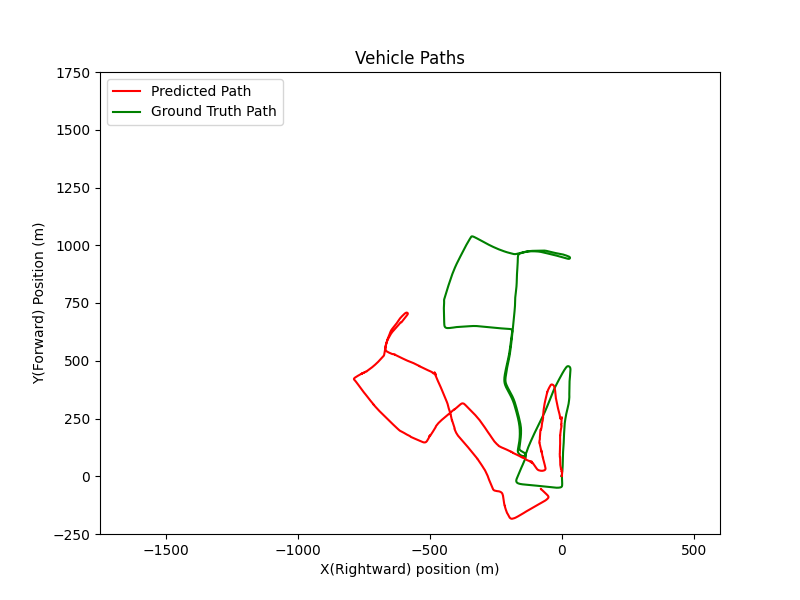 Vehicle Paths
Predicted Path
Ground Truth Path
1750
1500
1250
1000
750
500
250
0
−250
Y(Forward) Position (m)
−1500
−1000
−500
0
500
X(Rightward) position (m)